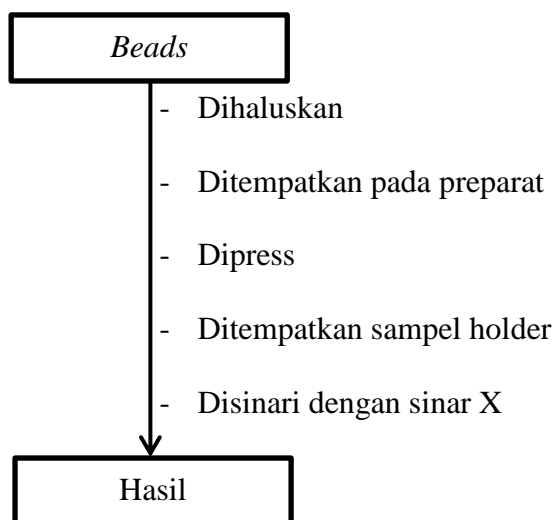 Beads
- Dihaluskan
- Ditempatkan pada preparat
- Dipress
- Ditempatkan sampel holder
- Disinari dengan sinar X
Hasil